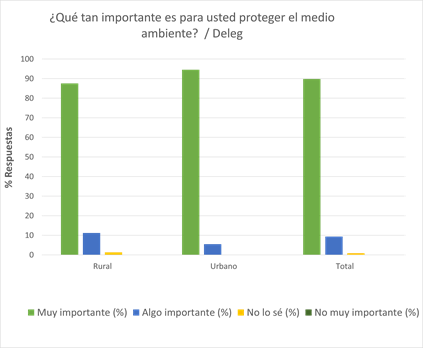 ¿Qué tan importante es para usted proteger el medio
ambiente?  / Deleg
% Respuestas
100
90
80
70
60
50
40
30
20
10
0
Rural Urbano Total
Muy importante (%) Algo importante (%) No lo sé (%) No muy importante (%)